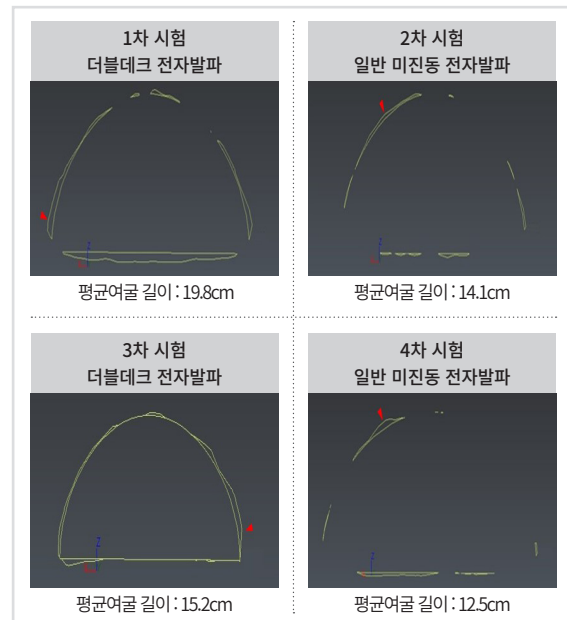 1차 시험
더블데크 전자발파
2차 시험
일반 미진동 전자발파
평균여굴 길이 : 19.8cm
평균여굴 길이 : 14.1cm
3차 시험
더블데크 전자발파
4차 시험
일반 미진동 전자발파
평균여굴 길이 : 15.2cm
평균여굴 길이 : 12.5cm